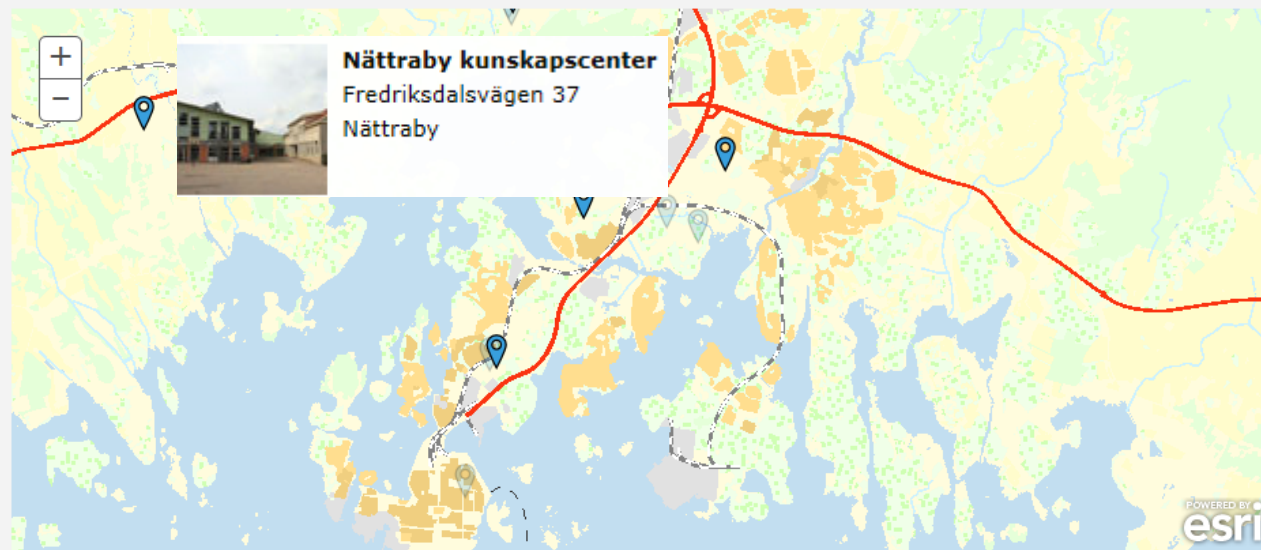 +
Nättraby kunskapscenter
Fredriksdalsvägen 37
−
Nättraby
POWERED BY
esri